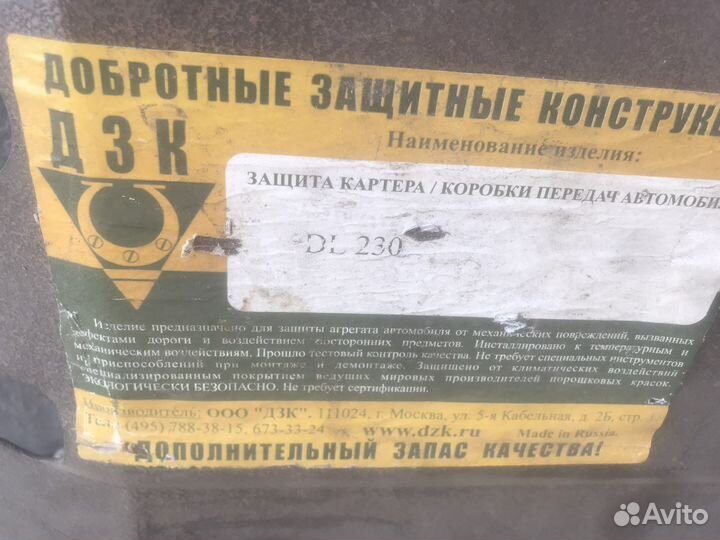 ДОБРОТНЫЕ ЗАЩИТНЫЕ КОНСТРУК
ДЗК
Наименование изделия:
ЗАЩИТА КАРТЕРА / КОРОБКИ ПЕРЕДАЧ АВТОМОБИ
DL 230
Изделие предназначено для защиты агрегата автомобиля от механических повреждений, вызванных
дефектами дороги и воздействием посторонних предметов. Инсталлировано к температурным и
механическим воздействиям. Прошло тестовый контроль качества. Не требует специальных инструментов
и приспособлений при монтаже и демонтаже. Защищено от климатических воздействий
специализированным покрытием ведущих мировых производителей порошковых красок.
ЭКОЛОГИЧЕСКИ БЕЗОПАСНО. Не требует сертификации.
Производитель: ООО "ДЗК". 111024, г. Москва, ул. 5-я Кабельная, д. 2Б, стр.
Тел.: (495) 788-38-15, 673-33-24 www.dzk.ru Made in Russia.
ДОПОЛНИТЕЛЬНЫЙ ЗАПАС КАЧЕСТВА!
Avito